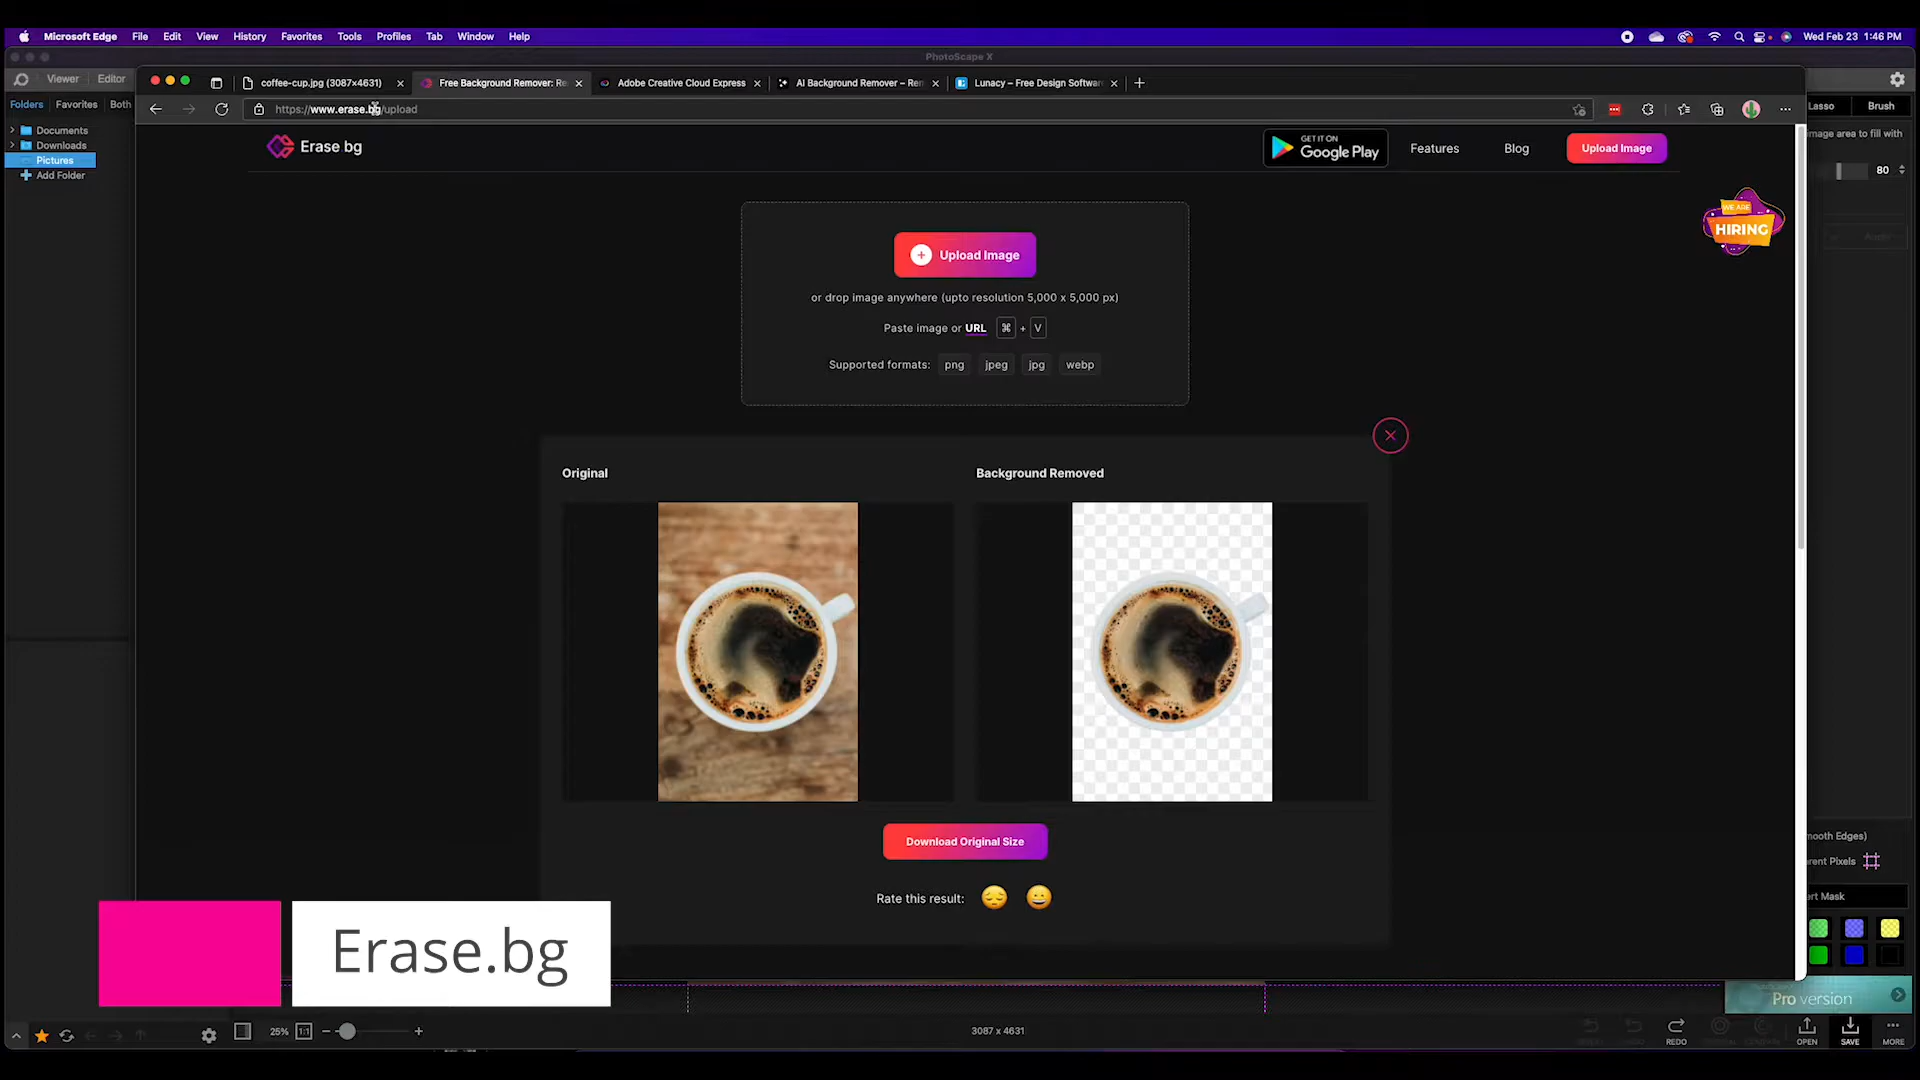 Microsoft Edge File Edit View History Favorites Tools Profiles Tab Window Help
Wed Feb 23 1:46 PM
PhotoScape X
Viewer Editor
coffee-cup.jpg (3087x4631)
Free Background Remover: Re
Adobe Creative Cloud Express
AI Background Remover – Ren
Lunacy – Free Design Software
Folders Favorites Both
https://www.erase.bg/upload
Lasso Brush
Documents
Downloads
Pictures
Add Folder
image area to fill with
80
Erase bg
GET IT ON
Google Play
Features
Blog
Upload Image
WE ARE
HIRING
Upload Image
or drop image anywhere (upto resolution 5,000 x 5,000 px)
Paste image or URL ⌘ + V
Supported formats: png jpeg jpg webp
Original
Background Removed
Download Original Size
Rate this result:
mooth Edges)
rent Pixels
ert Mask
Erase.bg
Pro version
25% 1:1
3087 x 4631
REDO
OPEN
SAVE
MORE